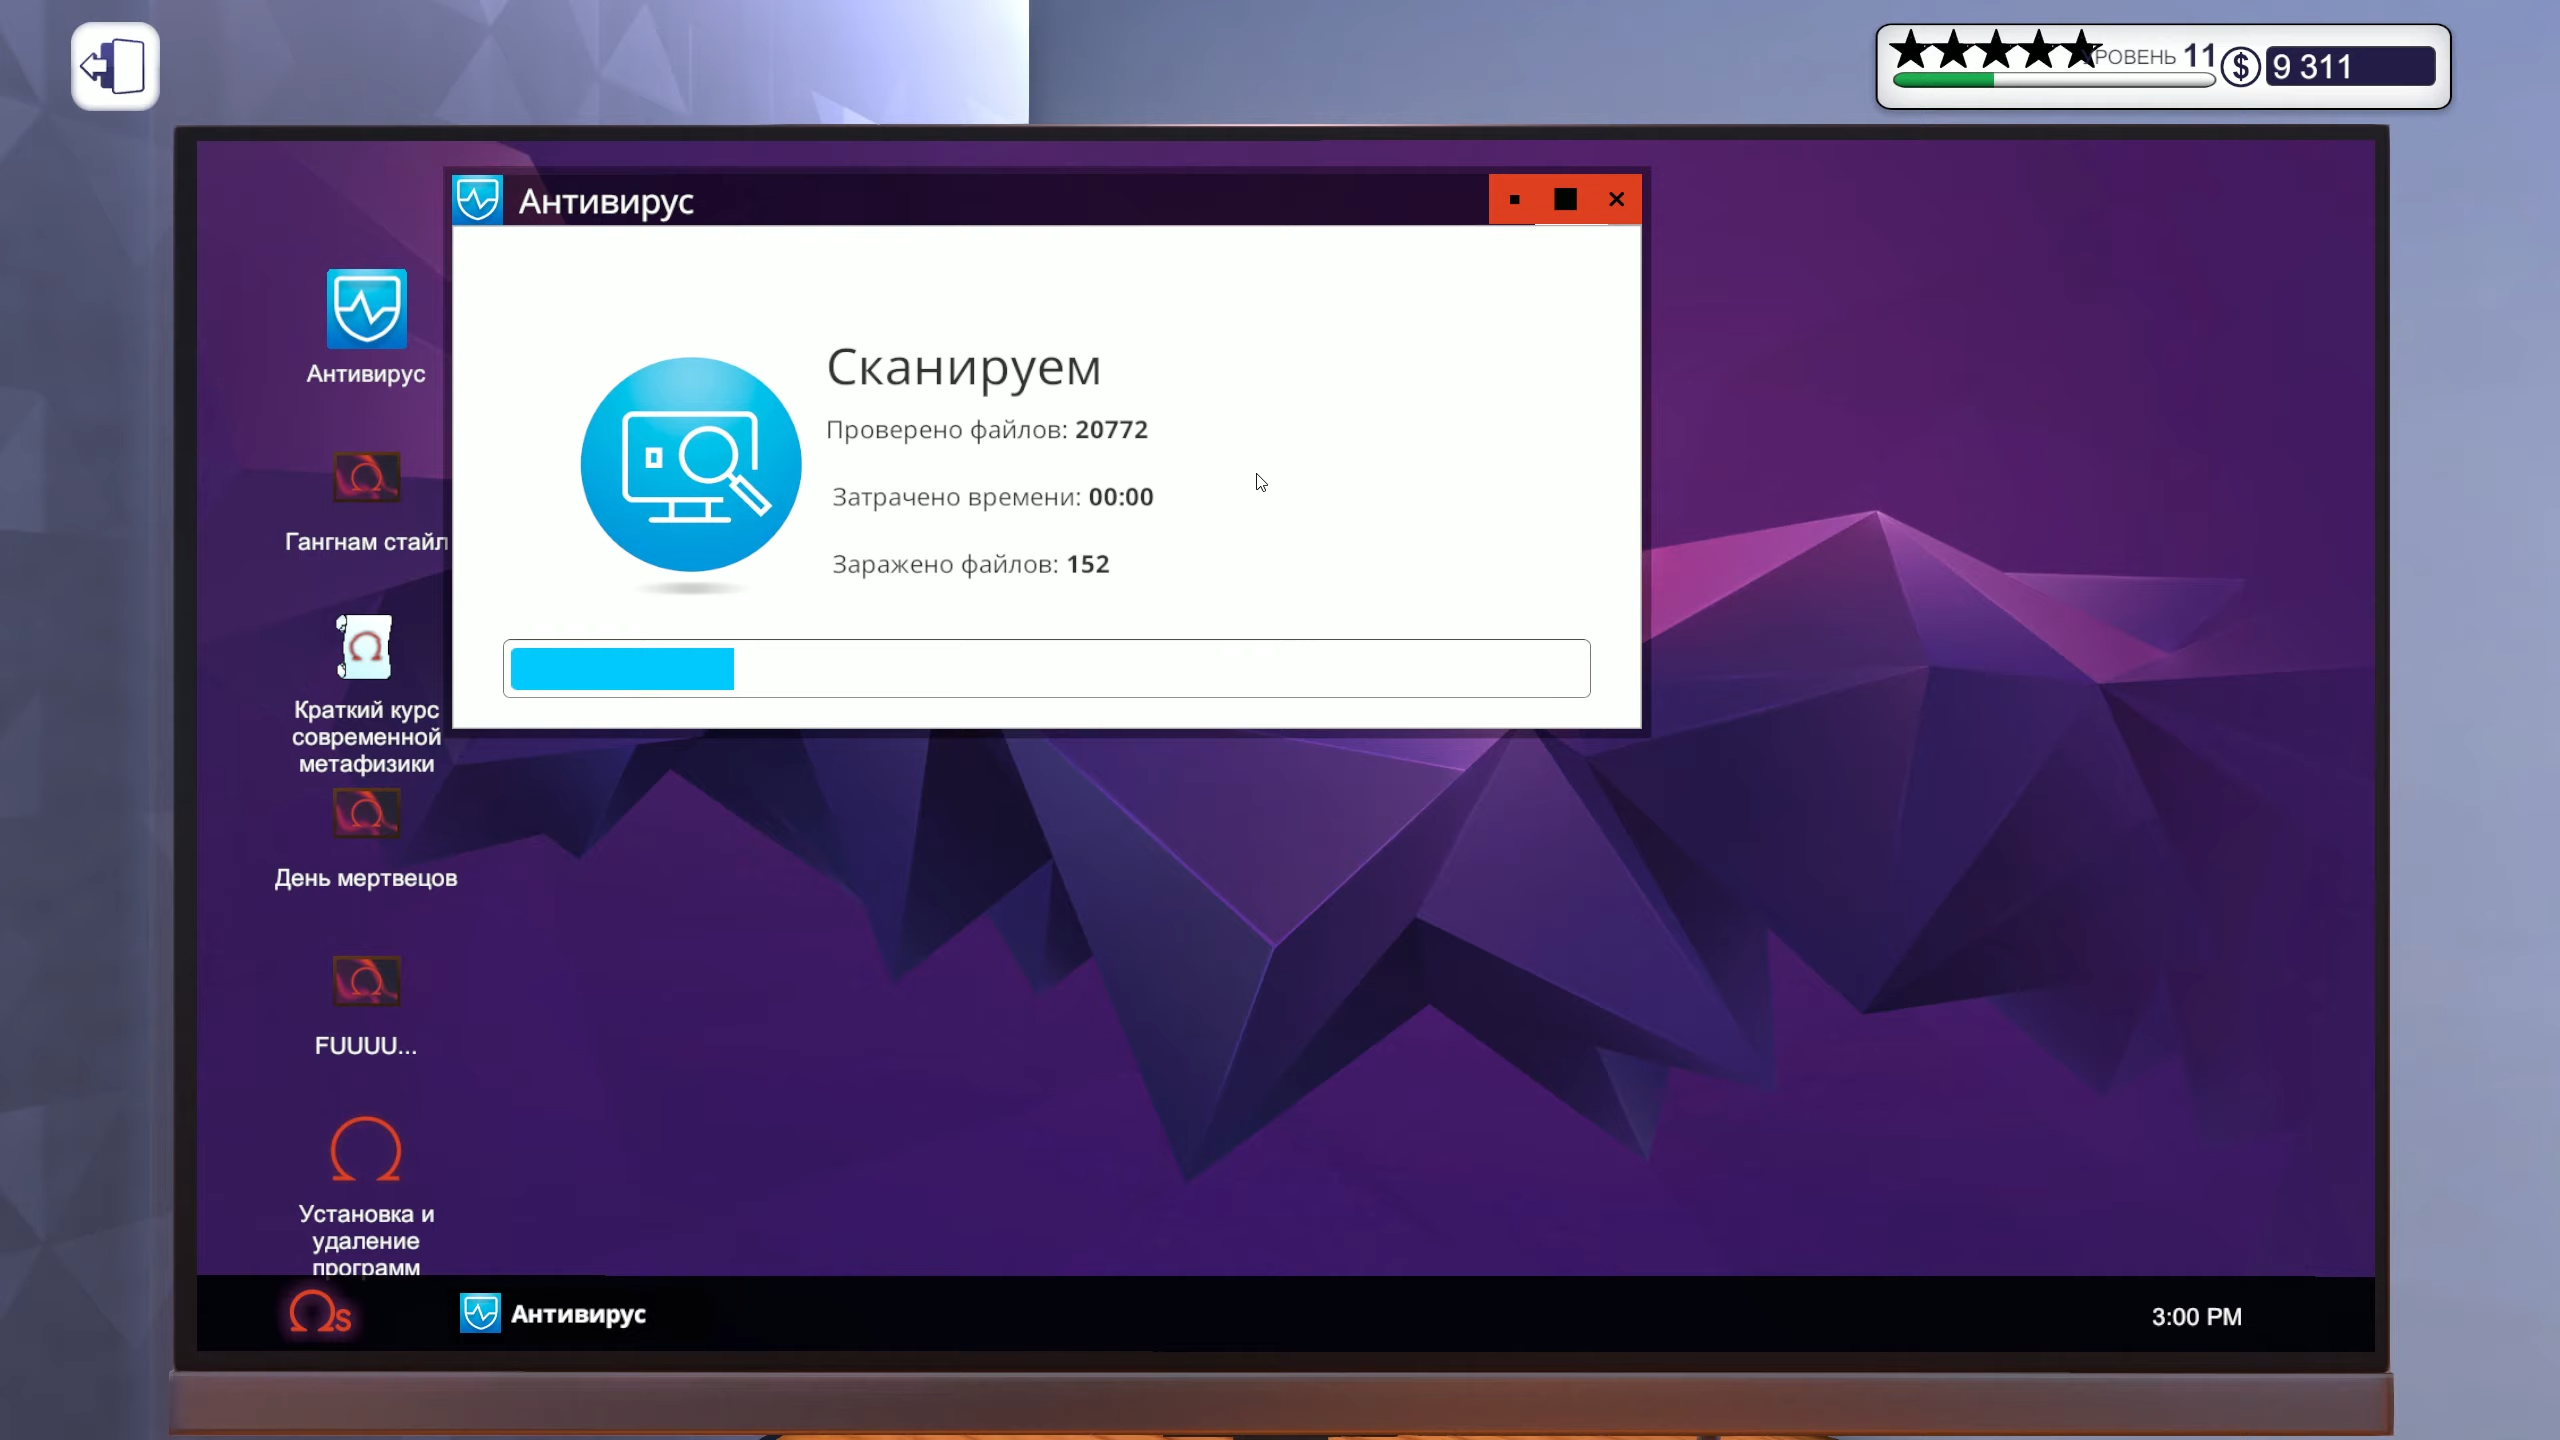 УРОВЕНЬ 11
$ 9 311
Антивирус
Антивирус
Сканируем
Проверено файлов: 20772
Затрачено времени: 00:00
Заражено файлов: 152
Гангнам стайл
Краткий курс
современной
метафизики
День мертвецов
FUUUU...
Установка и
удаление
программ
Ωs
Антивирус
3:00 PM